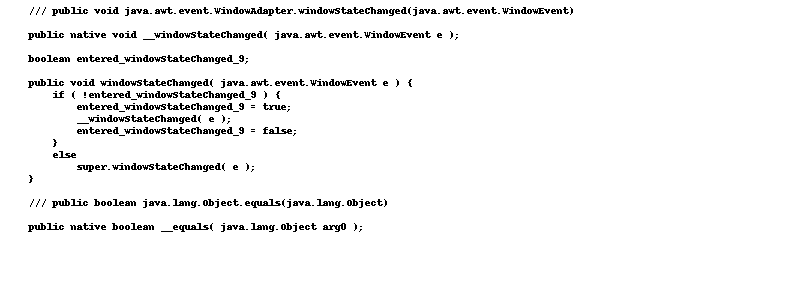 /// public void java.awt.event.WindowAdapter.windowStateChanged(java.awt.event.WindowEvent)
public native void __windowStateChanged( java.awt.event.WindowEvent e );
boolean entered_windowStateChanged_9;
public void windowStateChanged( java.awt.event.WindowEvent e ) {
if ( !entered_windowStateChanged_9 ) {
entered_windowStateChanged_9 = true;
__windowStateChanged( e );
entered_windowStateChanged_9 = false;
}
else
super.windowStateChanged( e );
}
/// public boolean java.lang.Object.equals(java.lang.Object)
public native boolean __equals( java.lang.Object arg0 );